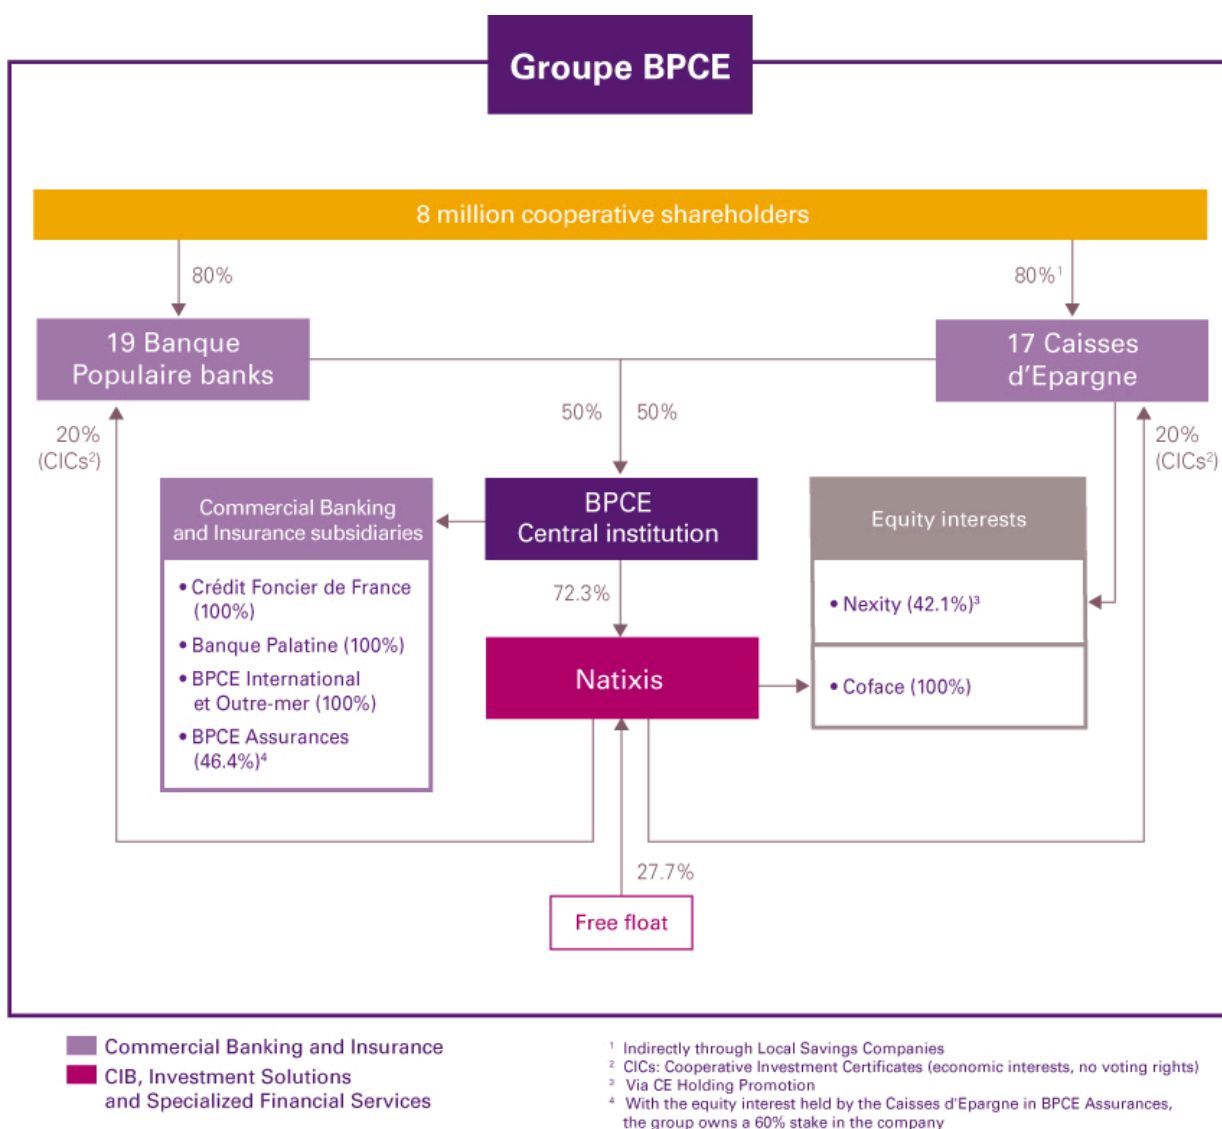 Groupe BPCE
8 million cooperative shareholders
80%
80%¹
19 Banque
Populaire banks
17 Caisses
d'Epargne
50%
50%
20%
(CICs²)
20%
(CICs²)
Commercial Banking
and Insurance subsidiaries
• Crédit Foncier de France
(100%)
• Banque Palatine (100%)
• BPCE International
et Outre-mer (100%)
• BPCE Assurances
(46.4%)⁴
BPCE
Central institution
72.3%
Natixis
Equity interests
• Nexity (42.1%)³
• Coface (100%)
27.7%
Free float
Commercial Banking and Insurance
CIB, Investment Solutions
and Specialized Financial Services
¹ Indirectly through Local Savings Companies
² CICs: Cooperative Investment Certificates (economic interests, no voting rights)
³ Via CE Holding Promotion
⁴ With the equity interest held by the Caisses d'Epargne in BPCE Assurances,
the group owns a 60% stake in the company